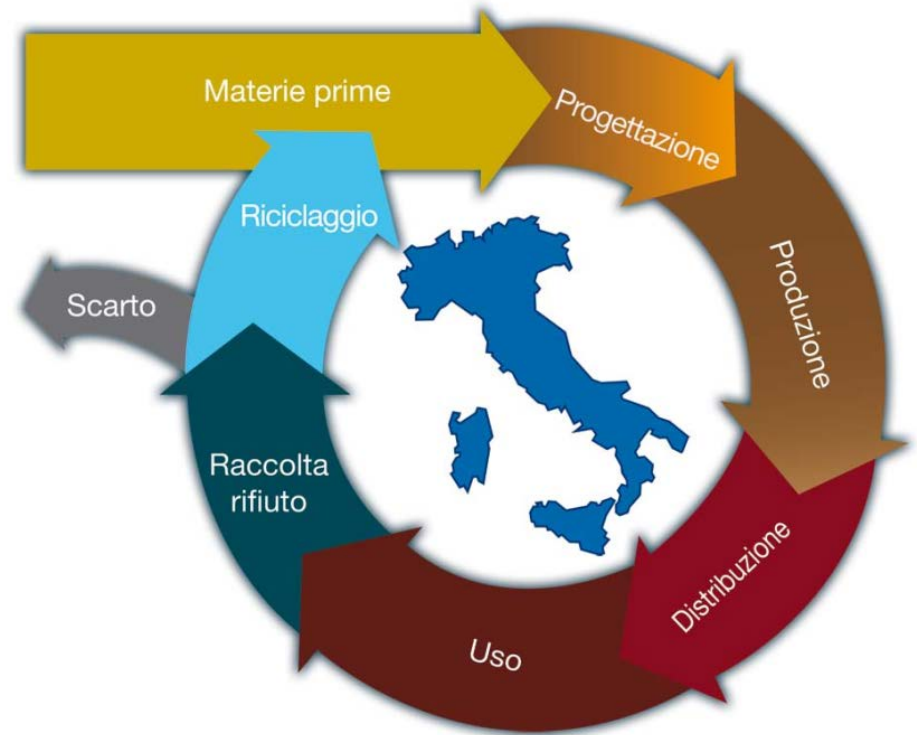 Materie prime
Progettazione
Produzione
Distribuzione
Uso
Raccolta
rifiuto
Riciclaggio
Scarto